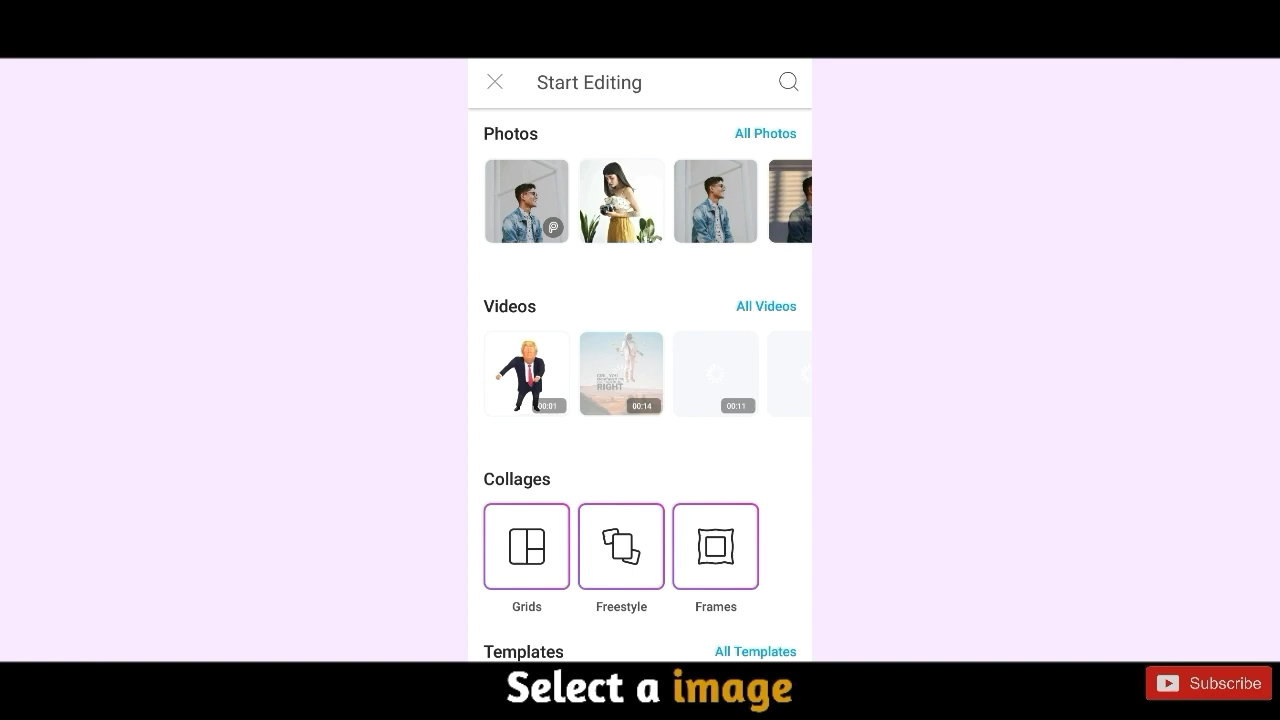 Start Editing
Photos
All Photos
Videos
All Videos
00:01
00:14
00:11
RIGHT
Collages
Grids
Freestyle
Frames
Templates
All Templates
Select a image
Subscribe